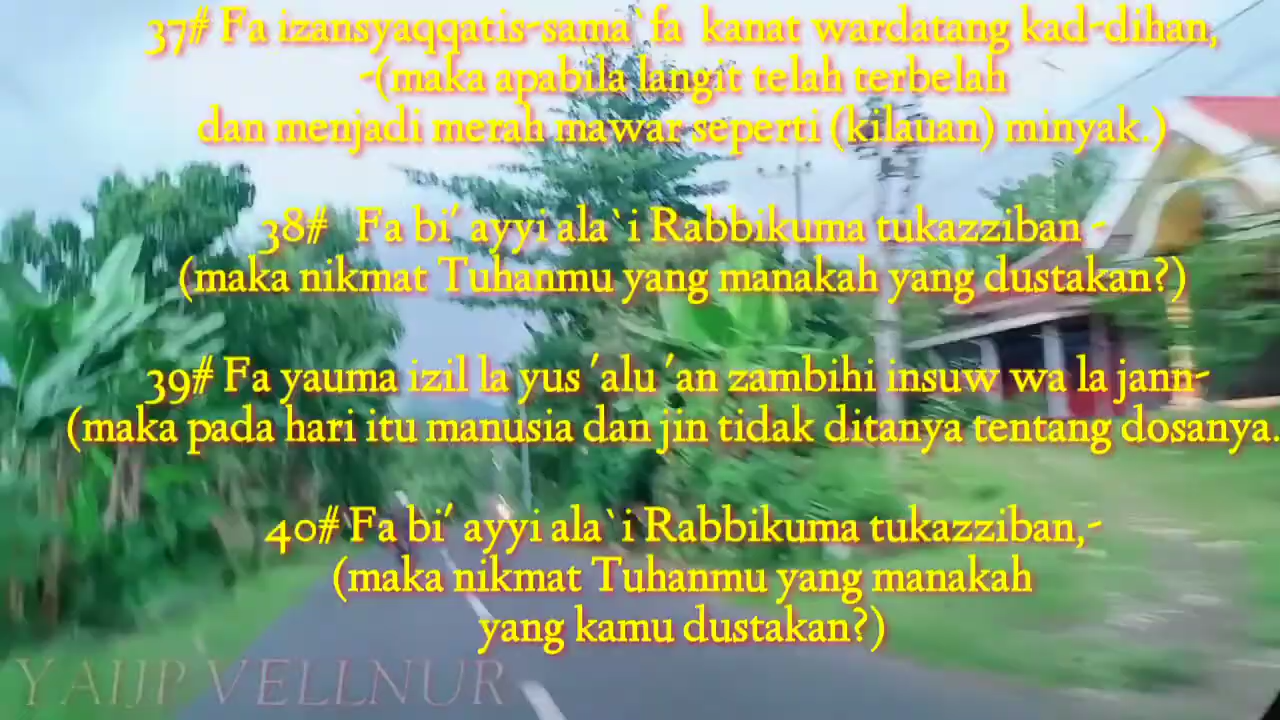 37# Fa izansyaqqatis-sama`fa kanat wardatang kad-dihan,
-(maka apabila langit telah terbelah
dan menjadi merah mawar seperti (kilauan) minyak.)
38# Fa bi' ayyi ala`i Rabbikuma tukazziban -
(maka nikmat Tuhanmu yang manakah yang dustakan?)
39# Fa yauma izil la yus 'alu 'an zambihi insuw wa la jann-
(maka pada hari itu manusia dan jin tidak ditanya tentang dosanya.
40# Fa bi' ayyi ala`i Rabbikuma tukazziban,-
(maka nikmat Tuhanmu yang manakah
yang kamu dustakan?)
YAIJP VELLNUR